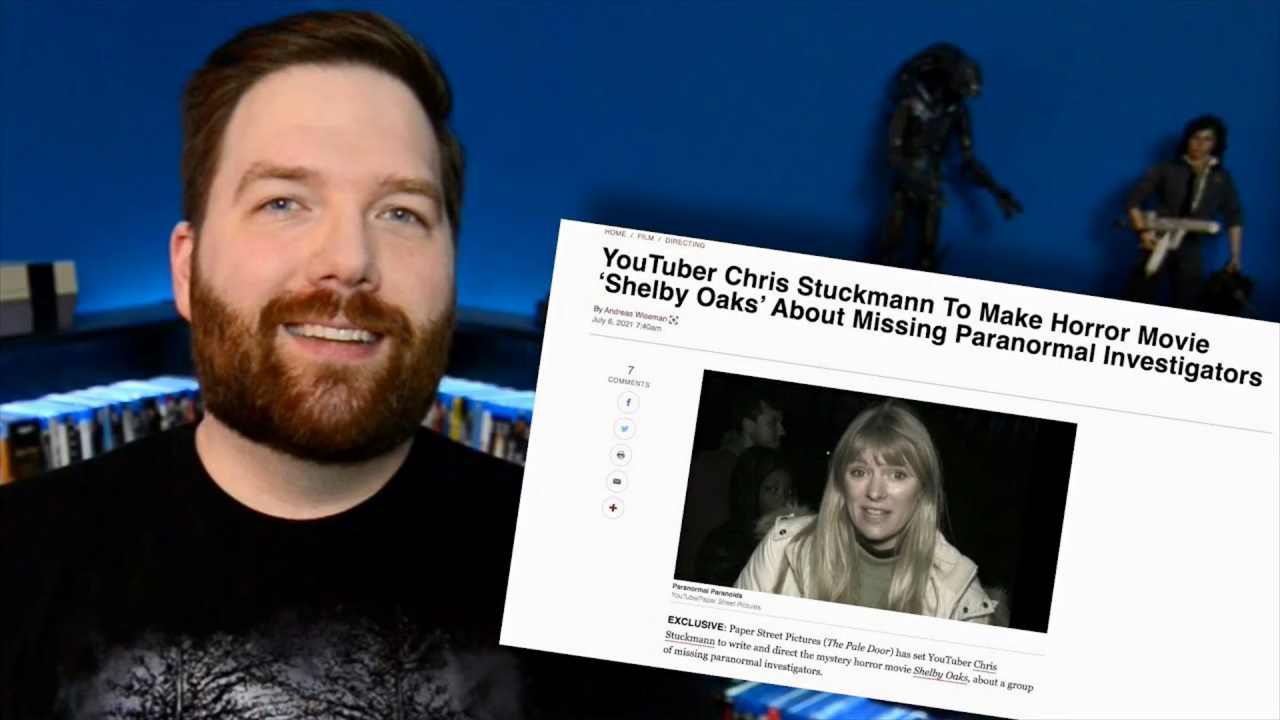 HOME / FILM / DIRECTING
YouTuber Chris Stuckmann To Make Horror Movie
‘Shelby Oaks’ About Missing Paranormal Investigators
By Andreas Wiseman
July 6, 2021 7:40am
7
COMMENTS
f
Paranormal Paranoids
YouTube/Paper Street Pictures
EXCLUSIVE: Paper Street Pictures (The Pale Door) has set YouTuber Chris
Stuckmann to write and direct the mystery horror movie Shelby Oaks, about a group
of missing paranormal investigators.